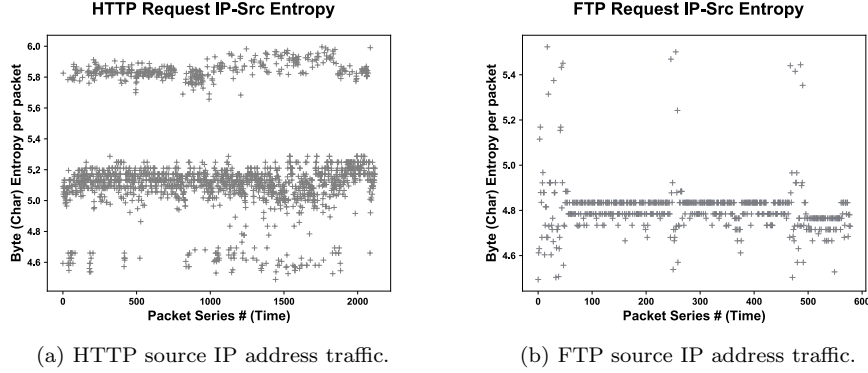 HTTP Request IP-Src Entropy
Byte (Char) Entropy per packet
6.0
5.8
5.6
5.4
5.2
5.0
4.8
4.6
0 500 1000 1500 2000
Packet Series # (Time)
(a) HTTP source IP address traffic.
FTP Request IP-Src Entropy
Byte (Char) Entropy per packet
5,4
5.2
5.0
4.8
4.6
0 100 200 300 400 500 600
Packet Series # (Time)
(b) FTP source IP address traffic.